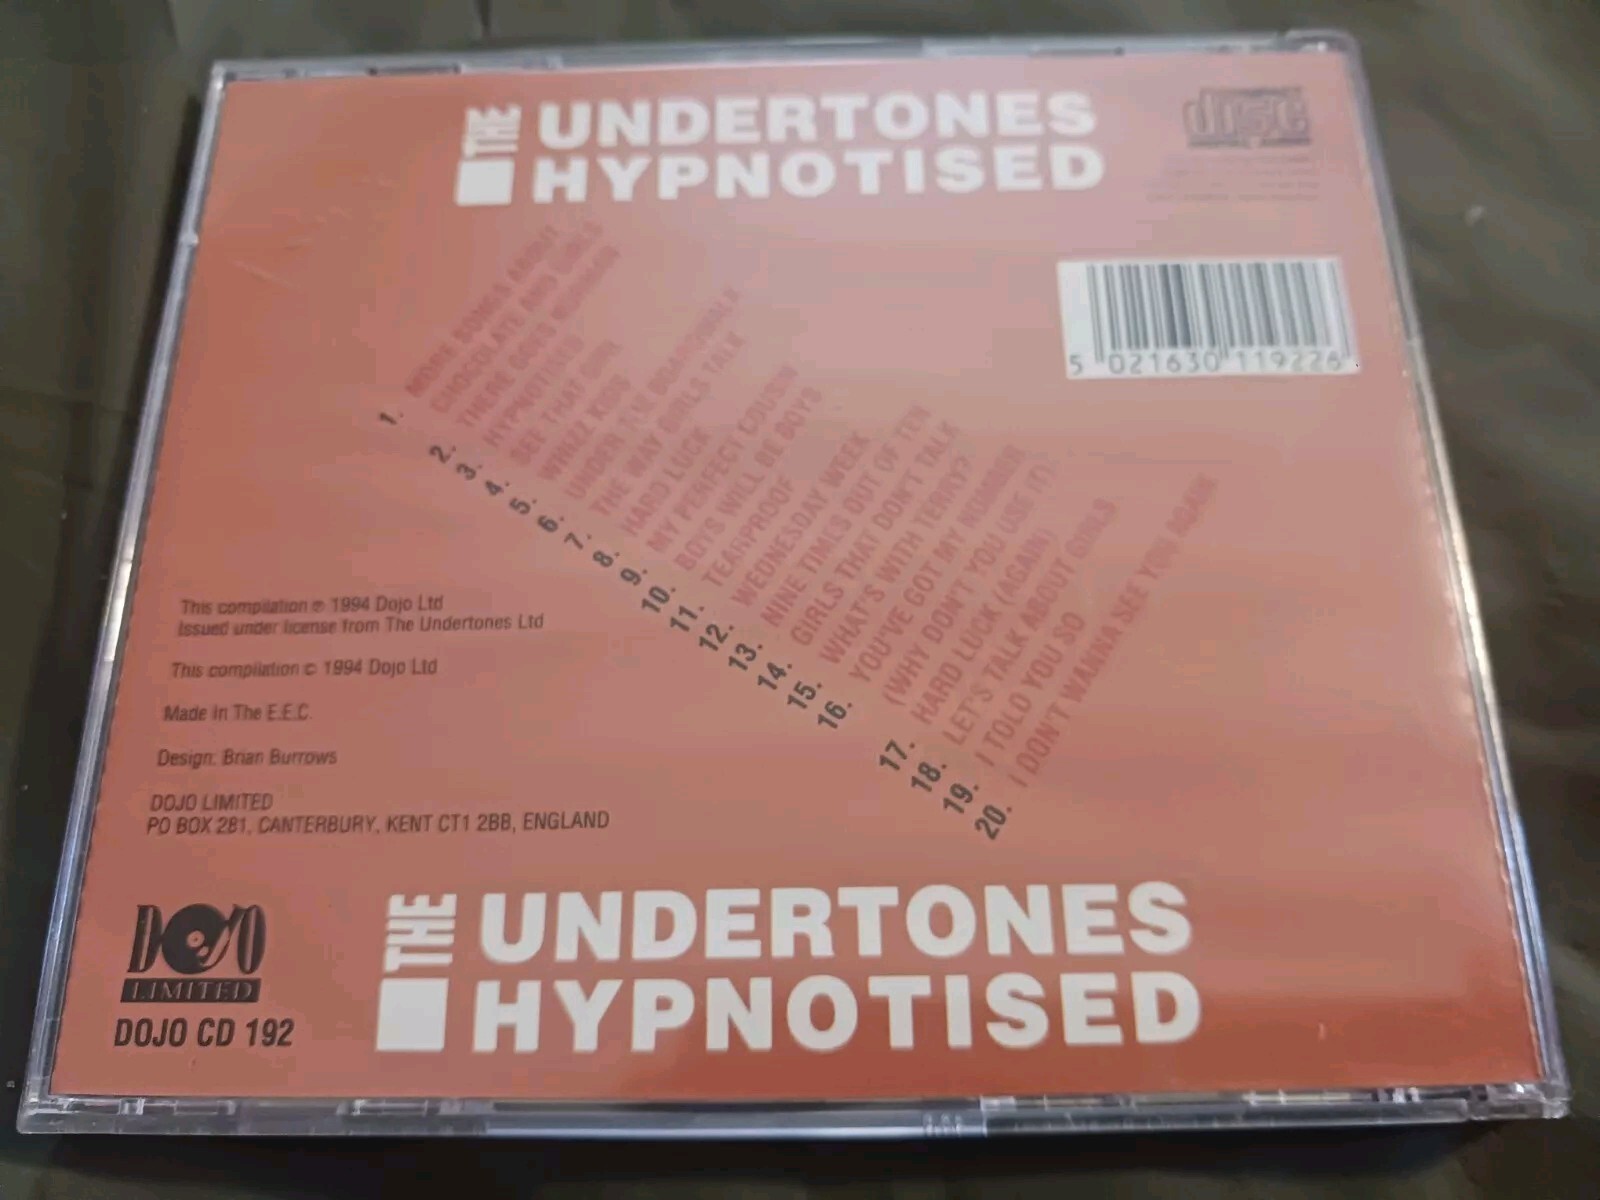 THE UNDERTONES
HYPNOTISED
disc
5 021630 119226
1. MORE SONGS ABOUT
CHOCOLATE AND GIRLS
2. THERE GOES NORMAN
3. HYPNOTISED
4. SEE THAT GIRL
5. WHIZZ KIDS
6. UNDER THE BOARDWALK
7. THE WAY GIRLS TALK
8. HARD LUCK
9. MY PERFECT COUSIN
10. BOYS WILL BE BOYS
11. TEARPROOF
12. WEDNESDAY WEEK
13. NINE TIMES OUT OF TEN
14. GIRLS THAT DON'T TALK
15. WHAT'S WITH TERRY?
16. YOU'VE GOT MY NUMBER
(WHY DON'T YOU USE IT)
17. HARD LUCK (AGAIN)
18. LET'S TALK ABOUT GIRLS
19. I TOLD YOU SO
20. I DON'T WANNA SEE YOU AGAIN
This compilation ℗ 1994 Dojo Ltd
Issued under license from The Undertones Ltd
This compilation © 1994 Dojo Ltd
Made In The E.E.C.
Design: Brian Burrows
DOJO LIMITED
PO BOX 281, CANTERBURY, KENT CT1 2BB, ENGLAND
DOJO
LIMITED
DOJO CD 192
THE UNDERTONES
HYPNOTISED